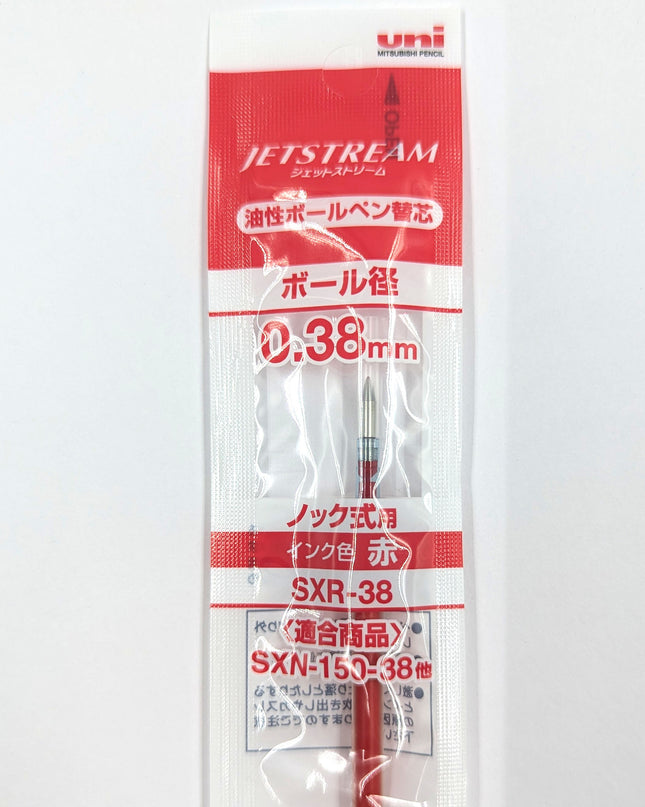 uni
MITSUBISHI PENCIL
JETSTREAM
ジェットストリーム
油性ボールペン替芯
ボール径
0.38mm
ノック式用
インク色 赤
SXR-38
〈適合商品〉
SXN-150-38他